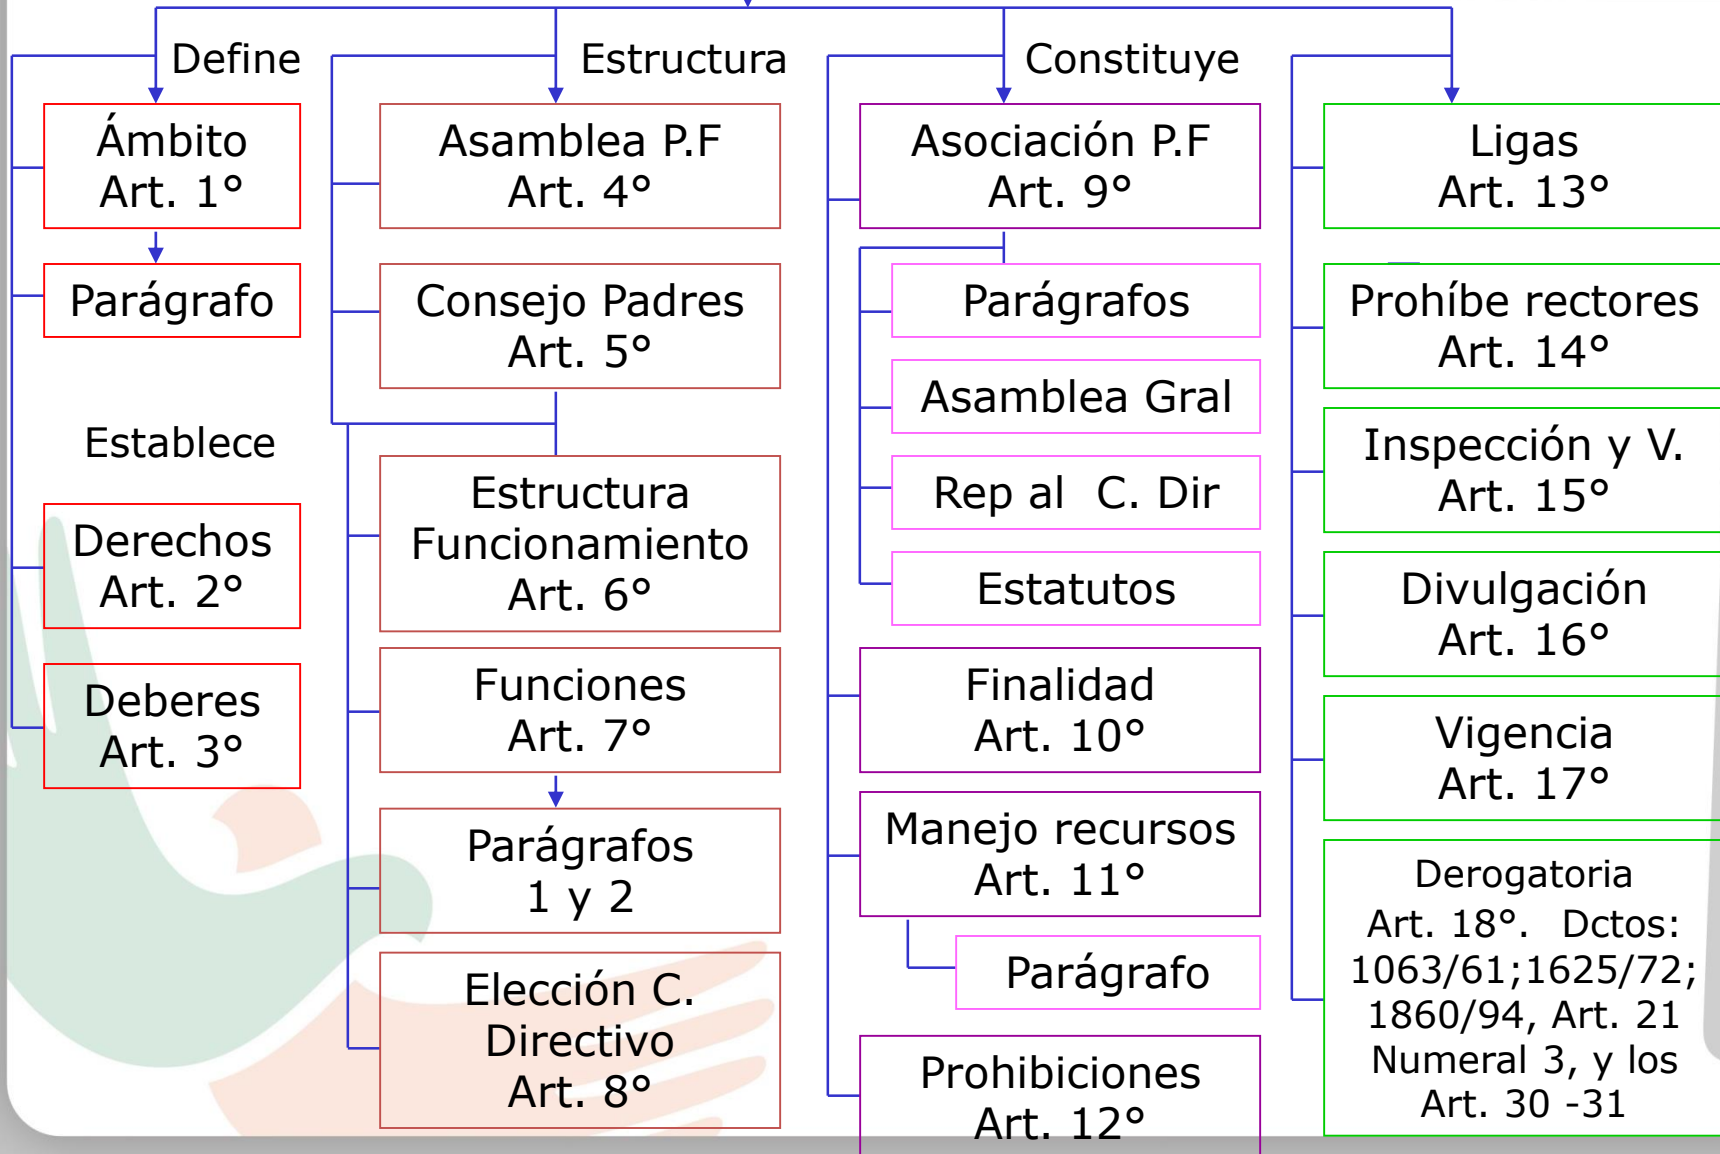 Define
Ámbito
Art. 1°
Parágrafo
Establece
Derechos
Art. 2°
Deberes
Art. 3°
Estructura
Asamblea P.F
Art. 4°
Consejo Padres
Art. 5°
Estructura
Funcionamiento
Art. 6°
Funciones
Art. 7°
Parágrafos
1 y 2
Elección C.
Directivo
Art. 8°
Constituye
Asociación P.F
Art. 9°
Parágrafos
Asamblea Gral
Rep al  C. Dir
Estatutos
Finalidad
Art. 10°
Manejo recursos
Art. 11°
Parágrafo
Prohibiciones
Art. 12°
Ligas
Art. 13°
Prohíbe rectores
Art. 14°
Inspección y V.
Art. 15°
Divulgación
Art. 16°
Vigencia
Art. 17°
Derogatoria
Art. 18°.  Dctos:
1063/61;1625/72;
1860/94, Art. 21
Numeral 3, y los
Art. 30 -31